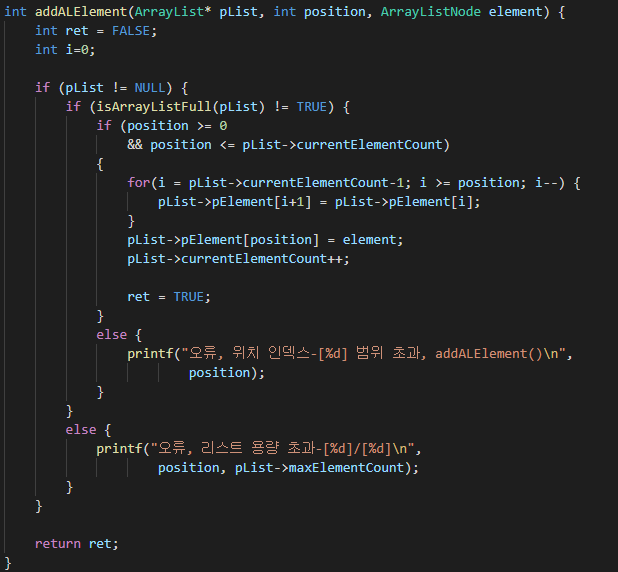 int addALElement(ArrayList* pList, int position, ArrayListNode element) {
    int ret = FALSE;
    int i=0;

    if (pList != NULL) {
        if (isArrayListFull(pList) != TRUE) {
            if (position >= 0
                && position <= pList->currentElementCount)
            {
                for(i = pList->currentElementCount-1; i >= position; i--) {
                    pList->pElement[i+1] = pList->pElement[i];
                }
                pList->pElement[position] = element;
                pList->currentElementCount++;

                ret = TRUE;
            }
            else {
                printf("오류, 위치 인덱스-[%d] 범위 초과, addALElement()\n",
                        position);
            }
        }
        else {
            printf("오류, 리스트 용량 초과-[%d]/[%d]\n",
                    position, pList->maxElementCount);
        }
    }

    return ret;
}